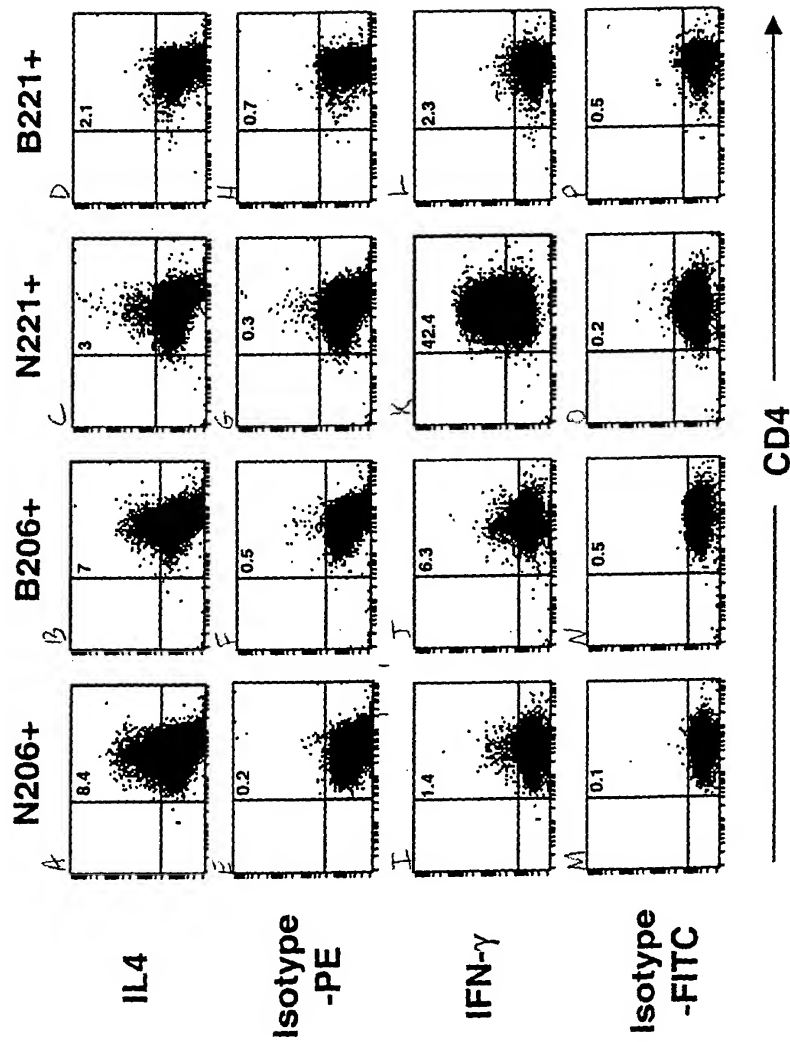 N206+ B206+ N221+ B221+
A B C D
IL4 8.4 7 3 2.1
E F G H
Isotype
-PE
0.2 0.5 0.3 0.7
I J K L
IFN-γ 1.4 6.3 42.4 2.3
M N O P
Isotype
-FITC
0.1 0.5 0.2 0.5
CD4